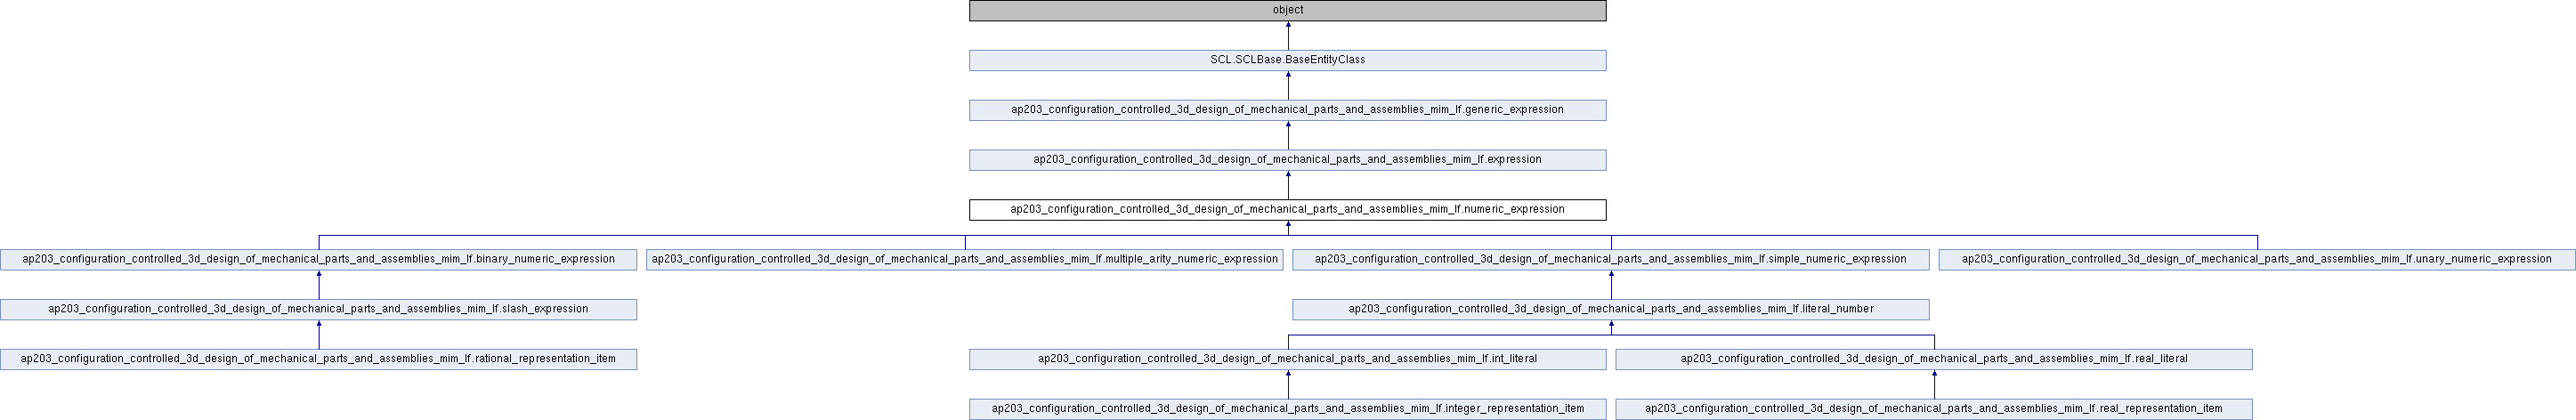 object
SCL.SCLBase.BaseEntityClass
ap203_configuration_controlled_3d_design_of_mechanical_parts_and_assemblies_mim_lf.generic_expression
ap203_configuration_controlled_3d_design_of_mechanical_parts_and_assemblies_mim_lf.expression
ap203_configuration_controlled_3d_design_of_mechanical_parts_and_assemblies_mim_lf.numeric_expression
ap203_configuration_controlled_3d_design_of_mechanical_parts_and_assemblies_mim_lf.binary_numeric_expression
ap203_configuration_controlled_3d_design_of_mechanical_parts_and_assemblies_mim_lf.multiple_arity_numeric_expression
ap203_configuration_controlled_3d_design_of_mechanical_parts_and_assemblies_mim_lf.simple_numeric_expression
ap203_configuration_controlled_3d_design_of_mechanical_parts_and_assemblies_mim_lf.unary_numeric_expression
ap203_configuration_controlled_3d_design_of_mechanical_parts_and_assemblies_mim_lf.slash_expression
ap203_configuration_controlled_3d_design_of_mechanical_parts_and_assemblies_mim_lf.literal_number
ap203_configuration_controlled_3d_design_of_mechanical_parts_and_assemblies_mim_lf.rational_representation_item
ap203_configuration_controlled_3d_design_of_mechanical_parts_and_assemblies_mim_lf.int_literal
ap203_configuration_controlled_3d_design_of_mechanical_parts_and_assemblies_mim_lf.real_literal
ap203_configuration_controlled_3d_design_of_mechanical_parts_and_assemblies_mim_lf.integer_representation_item
ap203_configuration_controlled_3d_design_of_mechanical_parts_and_assemblies_mim_lf.real_representation_item